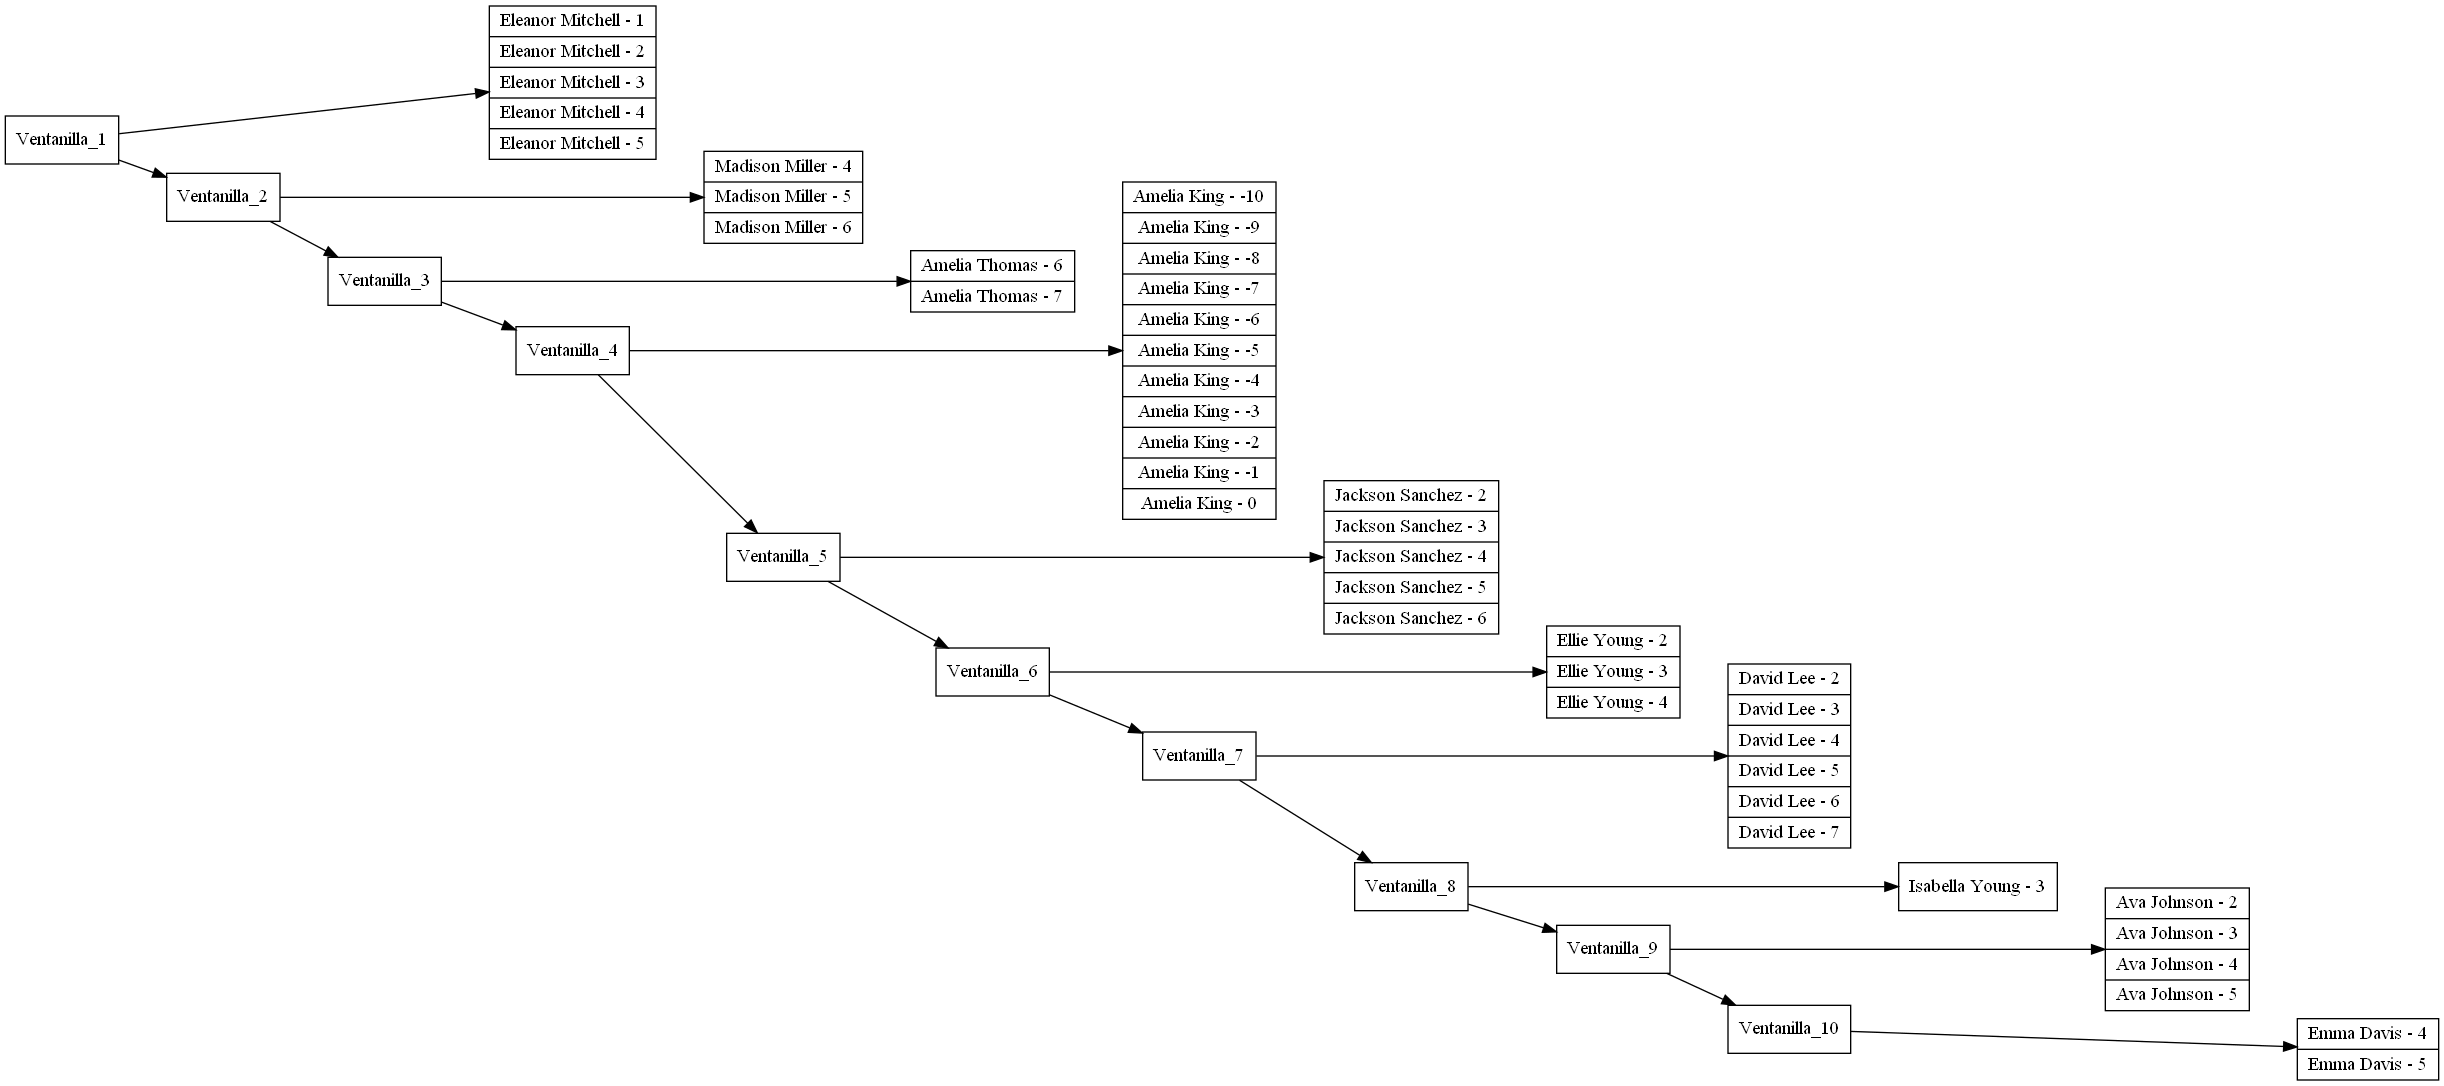 Ventanilla_1
Eleanor Mitchell - 1
Eleanor Mitchell - 2
Eleanor Mitchell - 3
Eleanor Mitchell - 4
Eleanor Mitchell - 5
Ventanilla_2
Madison Miller - 4
Madison Miller - 5
Madison Miller - 6
Ventanilla_3
Amelia Thomas - 6
Amelia Thomas - 7
Ventanilla_4
Amelia King - -10
Amelia King - -9
Amelia King - -8
Amelia King - -7
Amelia King - -6
Amelia King - -5
Amelia King - -4
Amelia King - -3
Amelia King - -2
Amelia King - -1
Amelia King - 0
Ventanilla_5
Jackson Sanchez - 2
Jackson Sanchez - 3
Jackson Sanchez - 4
Jackson Sanchez - 5
Jackson Sanchez - 6
Ventanilla_6
Ellie Young - 2
Ellie Young - 3
Ellie Young - 4
Ventanilla_7
David Lee - 2
David Lee - 3
David Lee - 4
David Lee - 5
David Lee - 6
David Lee - 7
Ventanilla_8
Isabella Young - 3
Ventanilla_9
Ava Johnson - 2
Ava Johnson - 3
Ava Johnson - 4
Ava Johnson - 5
Ventanilla_10
Emma Davis - 4
Emma Davis - 5